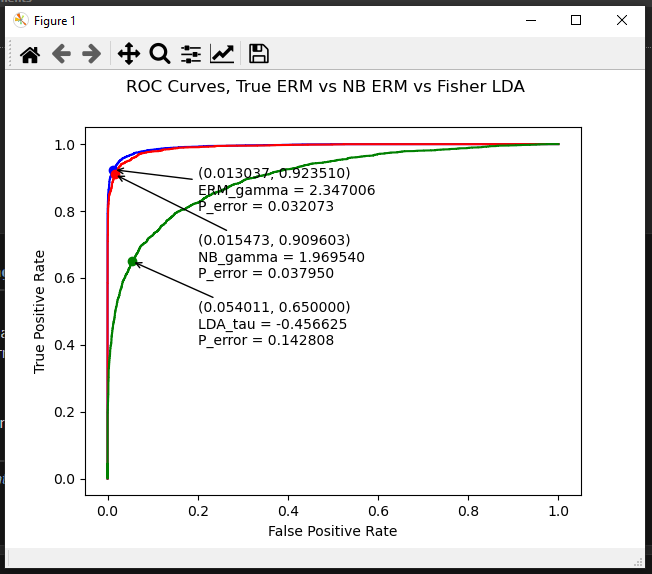 Figure 1
ROC Curves, True ERM vs NB ERM vs Fisher LDA
1.0
0.8
0.6
0.4
0.2
0.0
True Positive Rate
(0.013037, 0.923510)
ERM_gamma = 2.347006
P_error = 0.032073
(0.015473, 0.909603)
NB_gamma = 1.969540
P_error = 0.037950
(0.054011, 0.650000)
LDA_tau = -0.456625
P_error = 0.142808
0.0 0.2 0.4 0.6 0.8 1.0
False Positive Rate